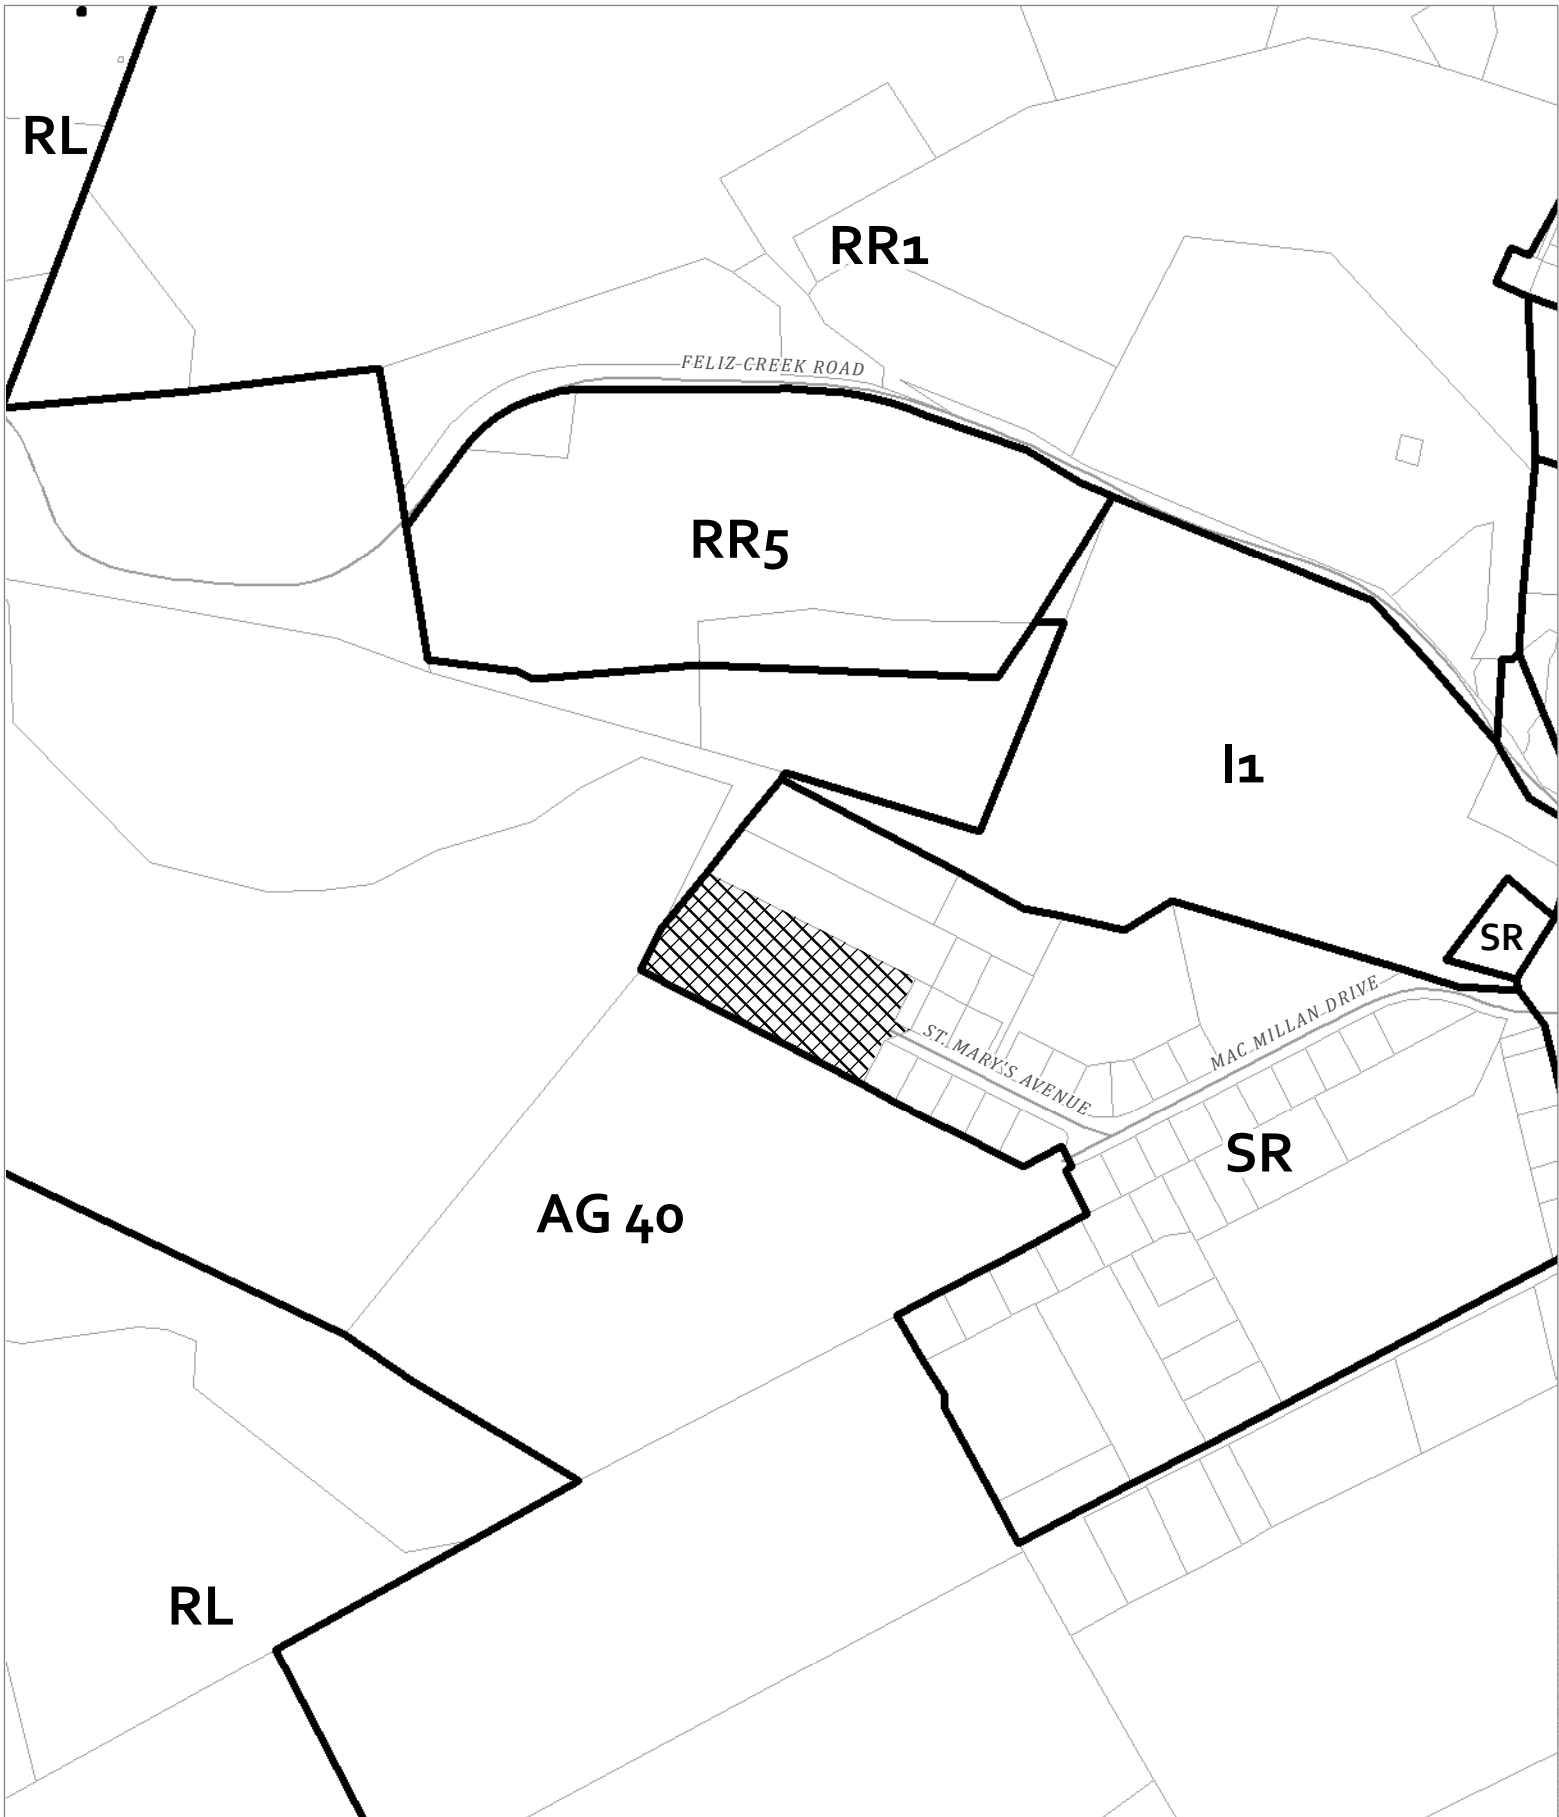 RL
RR1
FELIZ CREEK ROAD
RR5
I1
SR
MAC MILLAN DRIVE
ST. MARY'S AVENUE
SR
AG 40
RL